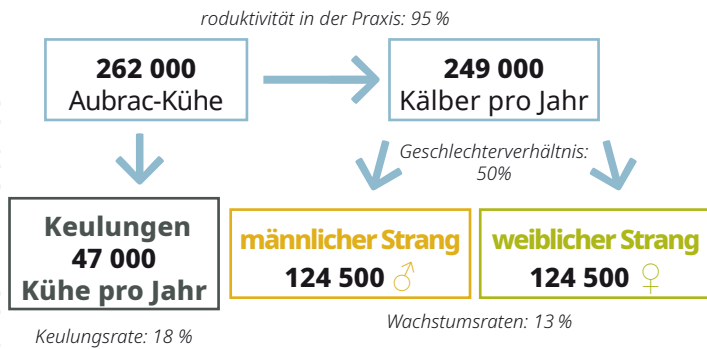 roduktivität in der Praxis: 95 %
262 000
Aubrac-Kühe
249 000
Kälber pro Jahr
Geschlechterverhältnis:
50%
Keulungen
47 000
Kühe pro Jahr
männlicher Strang
124 500 ♂
weiblicher Strang
124 500 ♀
Keulungsrate: 18 %
Wachstumsraten: 13 %